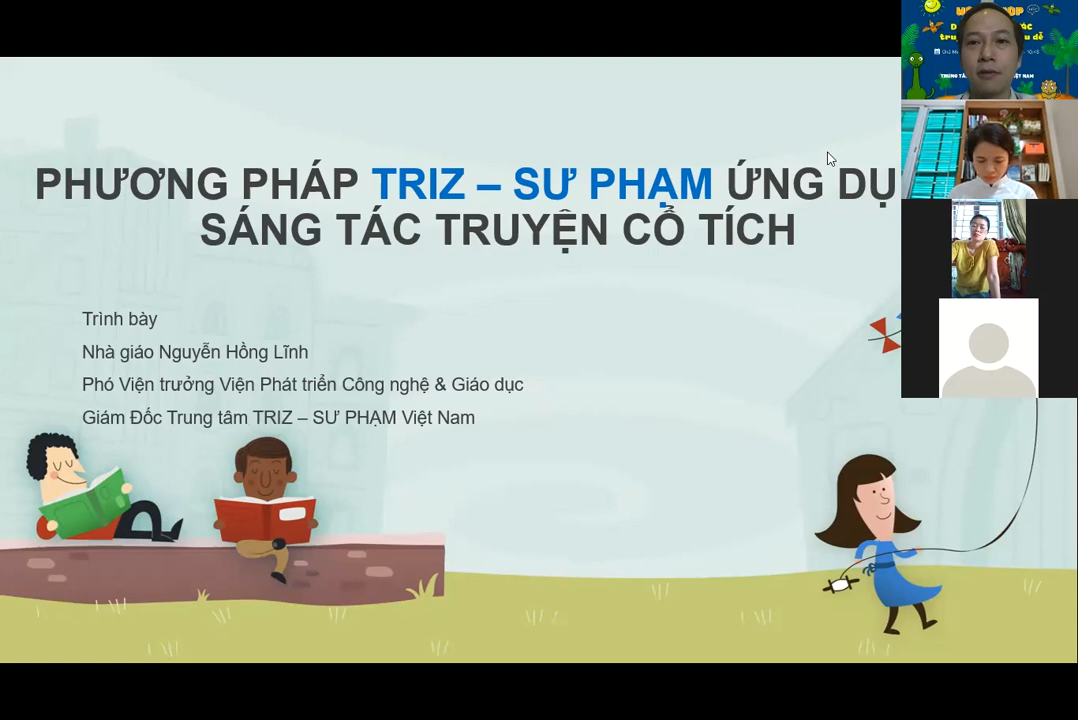 PHƯƠNG PHÁP TRIZ – SƯ PHẠM ỨNG
SÁNG TÁC TRUYỆN CỔ TÍCH
Trình bày
Nhà giáo Nguyễn Hồng Lĩnh
Phó Viện trưởng Viện Phát triển Công nghệ & Giáo dục
Giám Đốc Trung tâm TRIZ – SƯ PHẠM Việt Nam